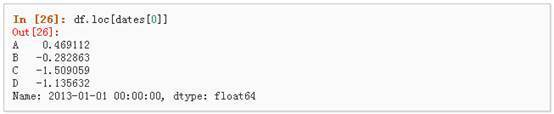 In [26]: df.loc[dates[0]]
Out[26]:
A    0.469112
B   -0.282863
C   -1.509059
D   -1.135632
Name: 2013-01-01 00:00:00, dtype: float64